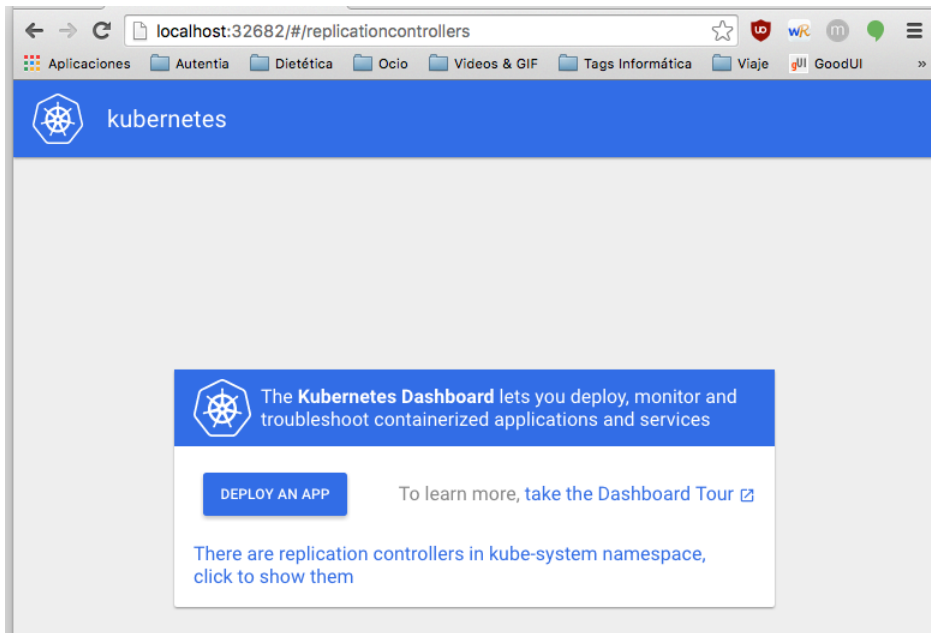 localhost:32682/#/replicationcontrollers
wR m
Aplicaciones Autentia Dietética Ocio Videos & GIF Tags Informática Viaje gUI GoodUI »
kubernetes
The Kubernetes Dashboard lets you deploy, monitor and
troubleshoot containerized applications and services
DEPLOY AN APP To learn more, take the Dashboard Tour
There are replication controllers in kube-system namespace,
click to show them